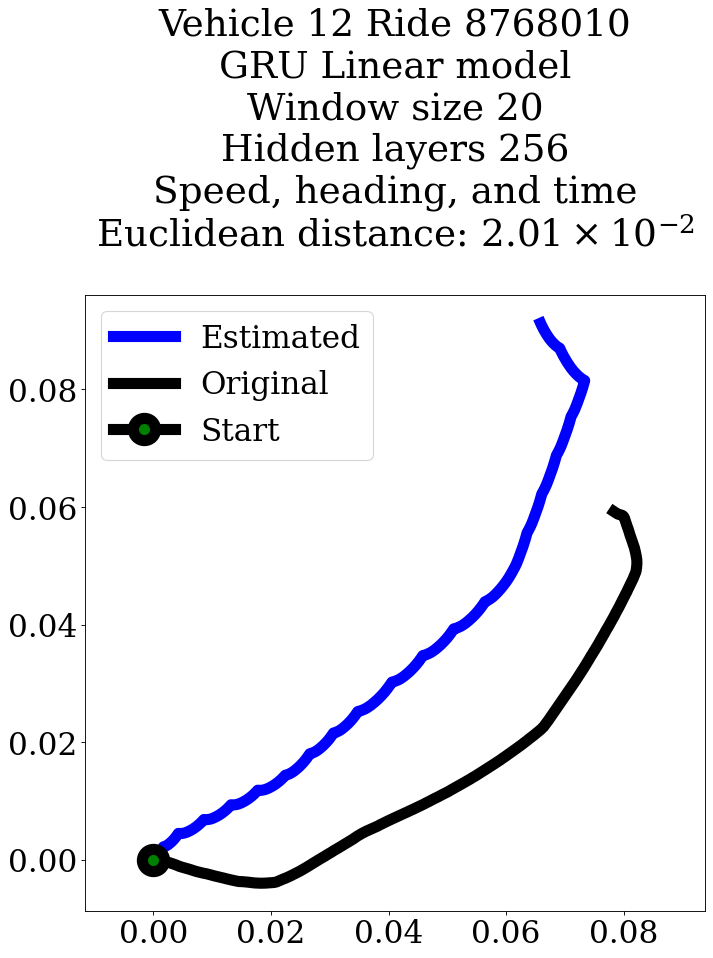 Vehicle 12 Ride 8768010
GRU Linear model
Window size 20
Hidden layers 256
Speed, heading, and time
Euclidean distance: 2.01 × 10⁻²
Estimated
Original
Start
0.08
0.06
0.04
0.02
0.00
0.00 0.02 0.04 0.06 0.08